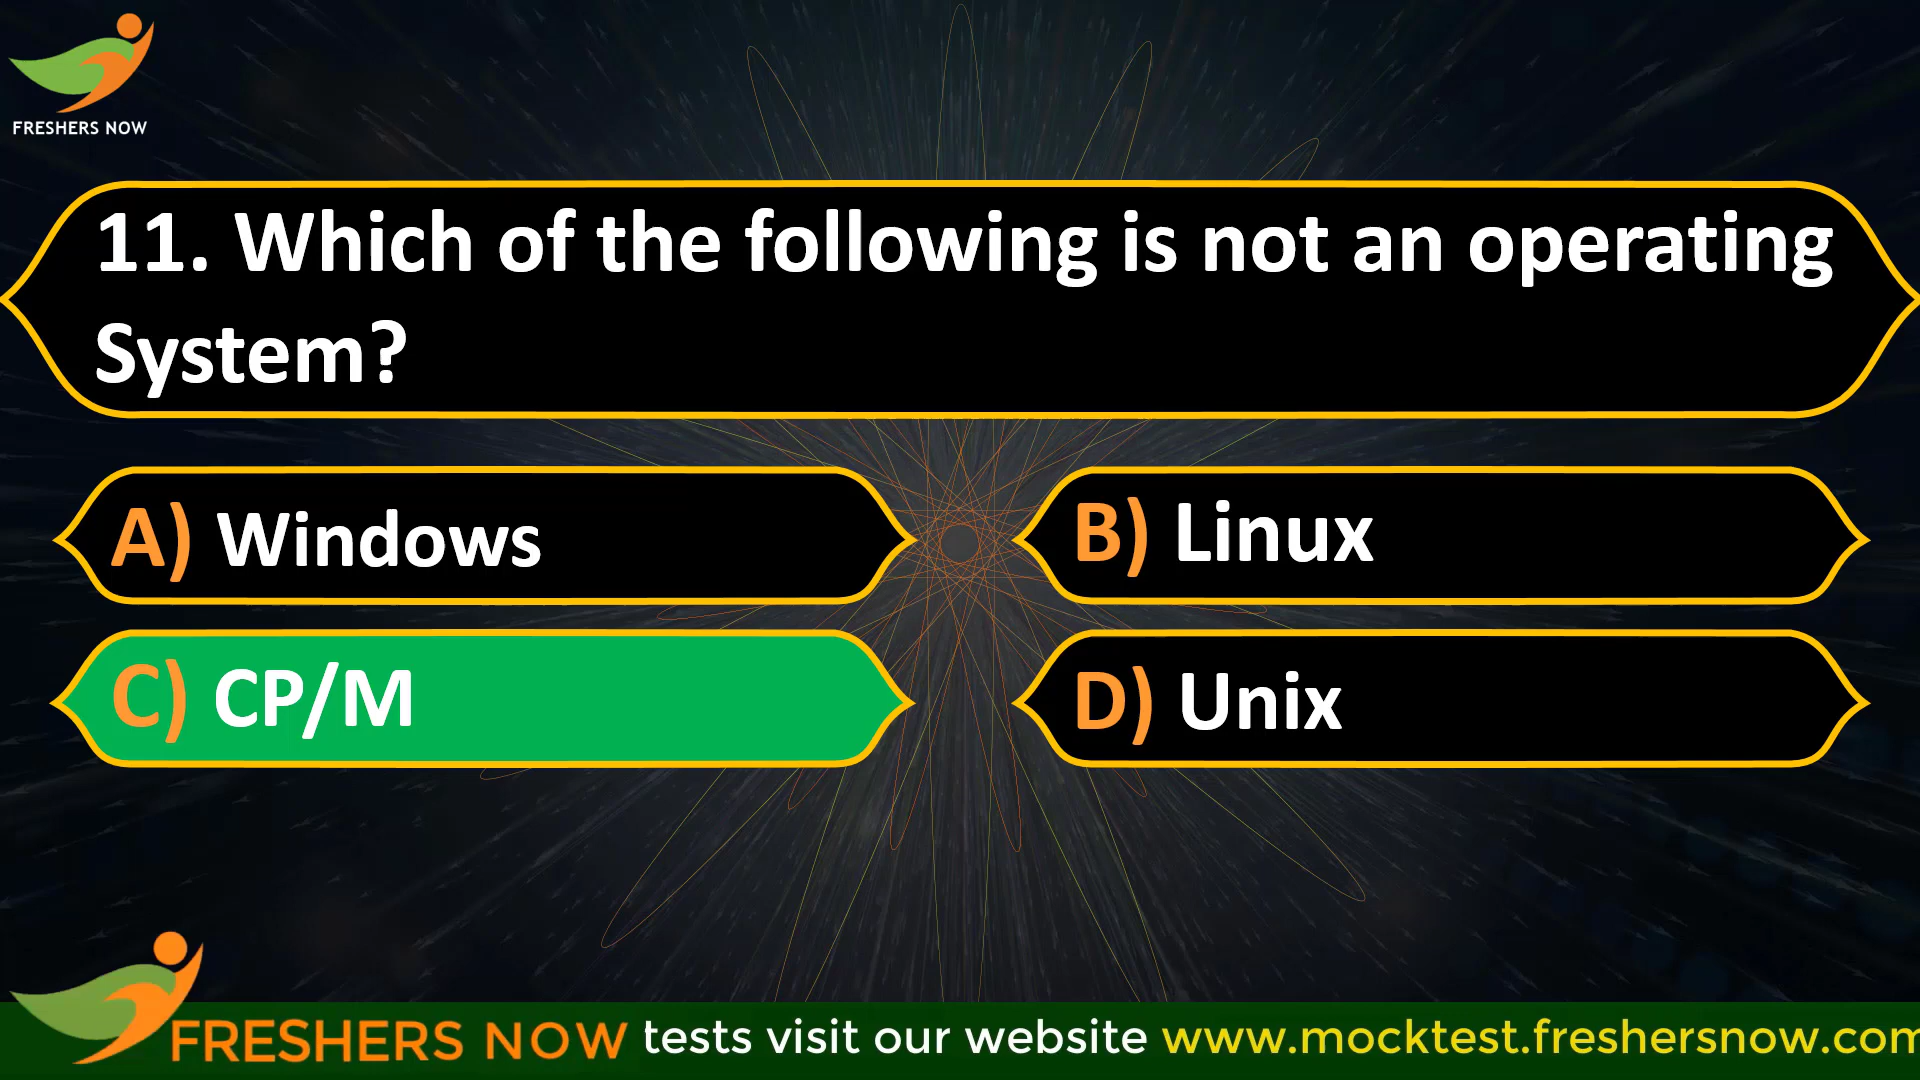 FRESHERS NOW
11. Which of the following is not an operating
System?
A) Windows
B) Linux
C) CP/M
D) Unix
FRESHERS NOW tests visit our website www.mocktest.freshersnow.com